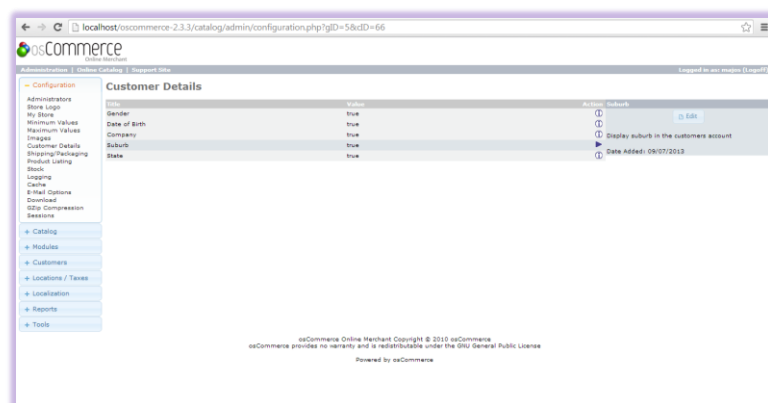 localhost/oscommerce-2.3.3/catalog/admin/configuration.php?gID=5&cID=66
osCommerce
Online Merchant
Administration | Online Catalog | Support Site
Logged in as: majos (Logoff)
Configuration
Administrators
Store Logo
My Store
Minimum Values
Maximum Values
Images
Customer Details
Shipping/Packaging
Product Listing
Stock
Logging
Cache
E-Mail Options
Download
GZip Compression
Sessions
+ Catalog
+ Modules
+ Customers
+ Locations / Taxes
+ Localization
+ Reports
+ Tools
Customer Details
Title Value Action
Gender true
Date of Birth true
Company true
Suburb true
State true
Suburb
Edit
Display suburb in the customers account
Date Added: 09/07/2013
osCommerce Online Merchant Copyright © 2010 osCommerce
osCommerce provides no warranty and is redistributable under the GNU General Public License
Powered by osCommerce